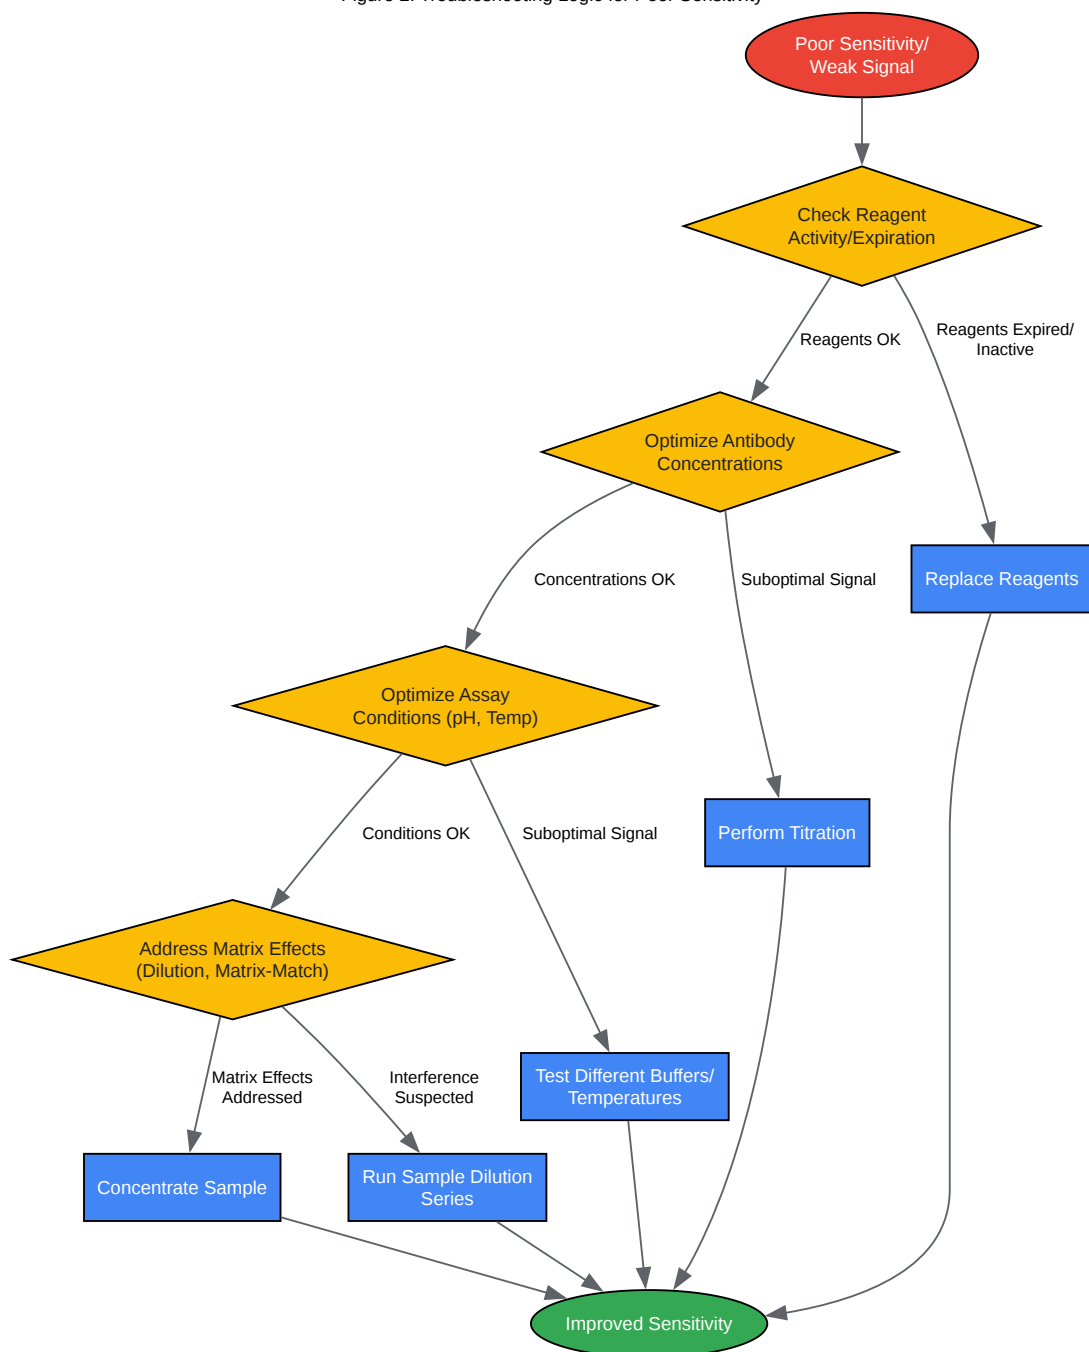 Poor Sensitivity/
Weak Signal
Check Reagent
Activity/Expiration
Reagents OK
Reagents Expired/
Inactive
Optimize Antibody
Concentrations
Concentrations OK
Suboptimal Signal
Replace Reagents
Optimize Assay
Conditions (pH, Temp)
Conditions OK
Suboptimal Signal
Perform Titration
Address Matrix Effects
(Dilution, Matrix-Match)
Matrix Effects
Addressed
Interference
Suspected
Test Different Buffers/
Temperatures
Concentrate Sample
Run Sample Dilution
Series
Improved Sensitivity